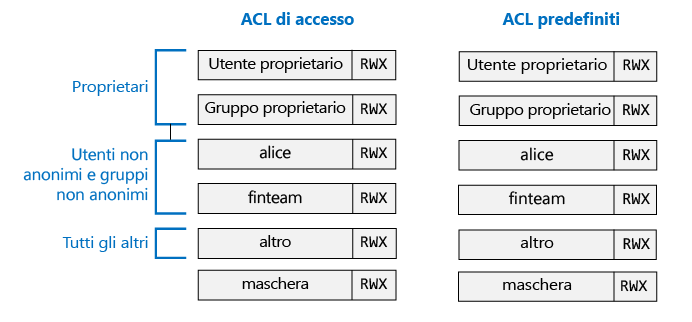 ACL di accesso
ACL predefiniti
Proprietari
Utente proprietario RWX
Utente proprietario RWX
Gruppo proprietario RWX
Gruppo proprietario RWX
Utenti non
anonimi e gruppi
non anonimi
alice RWX
alice RWX
finteam RWX
finteam RWX
Tutti gli altri
altro RWX
altro RWX
maschera RWX
maschera RWX